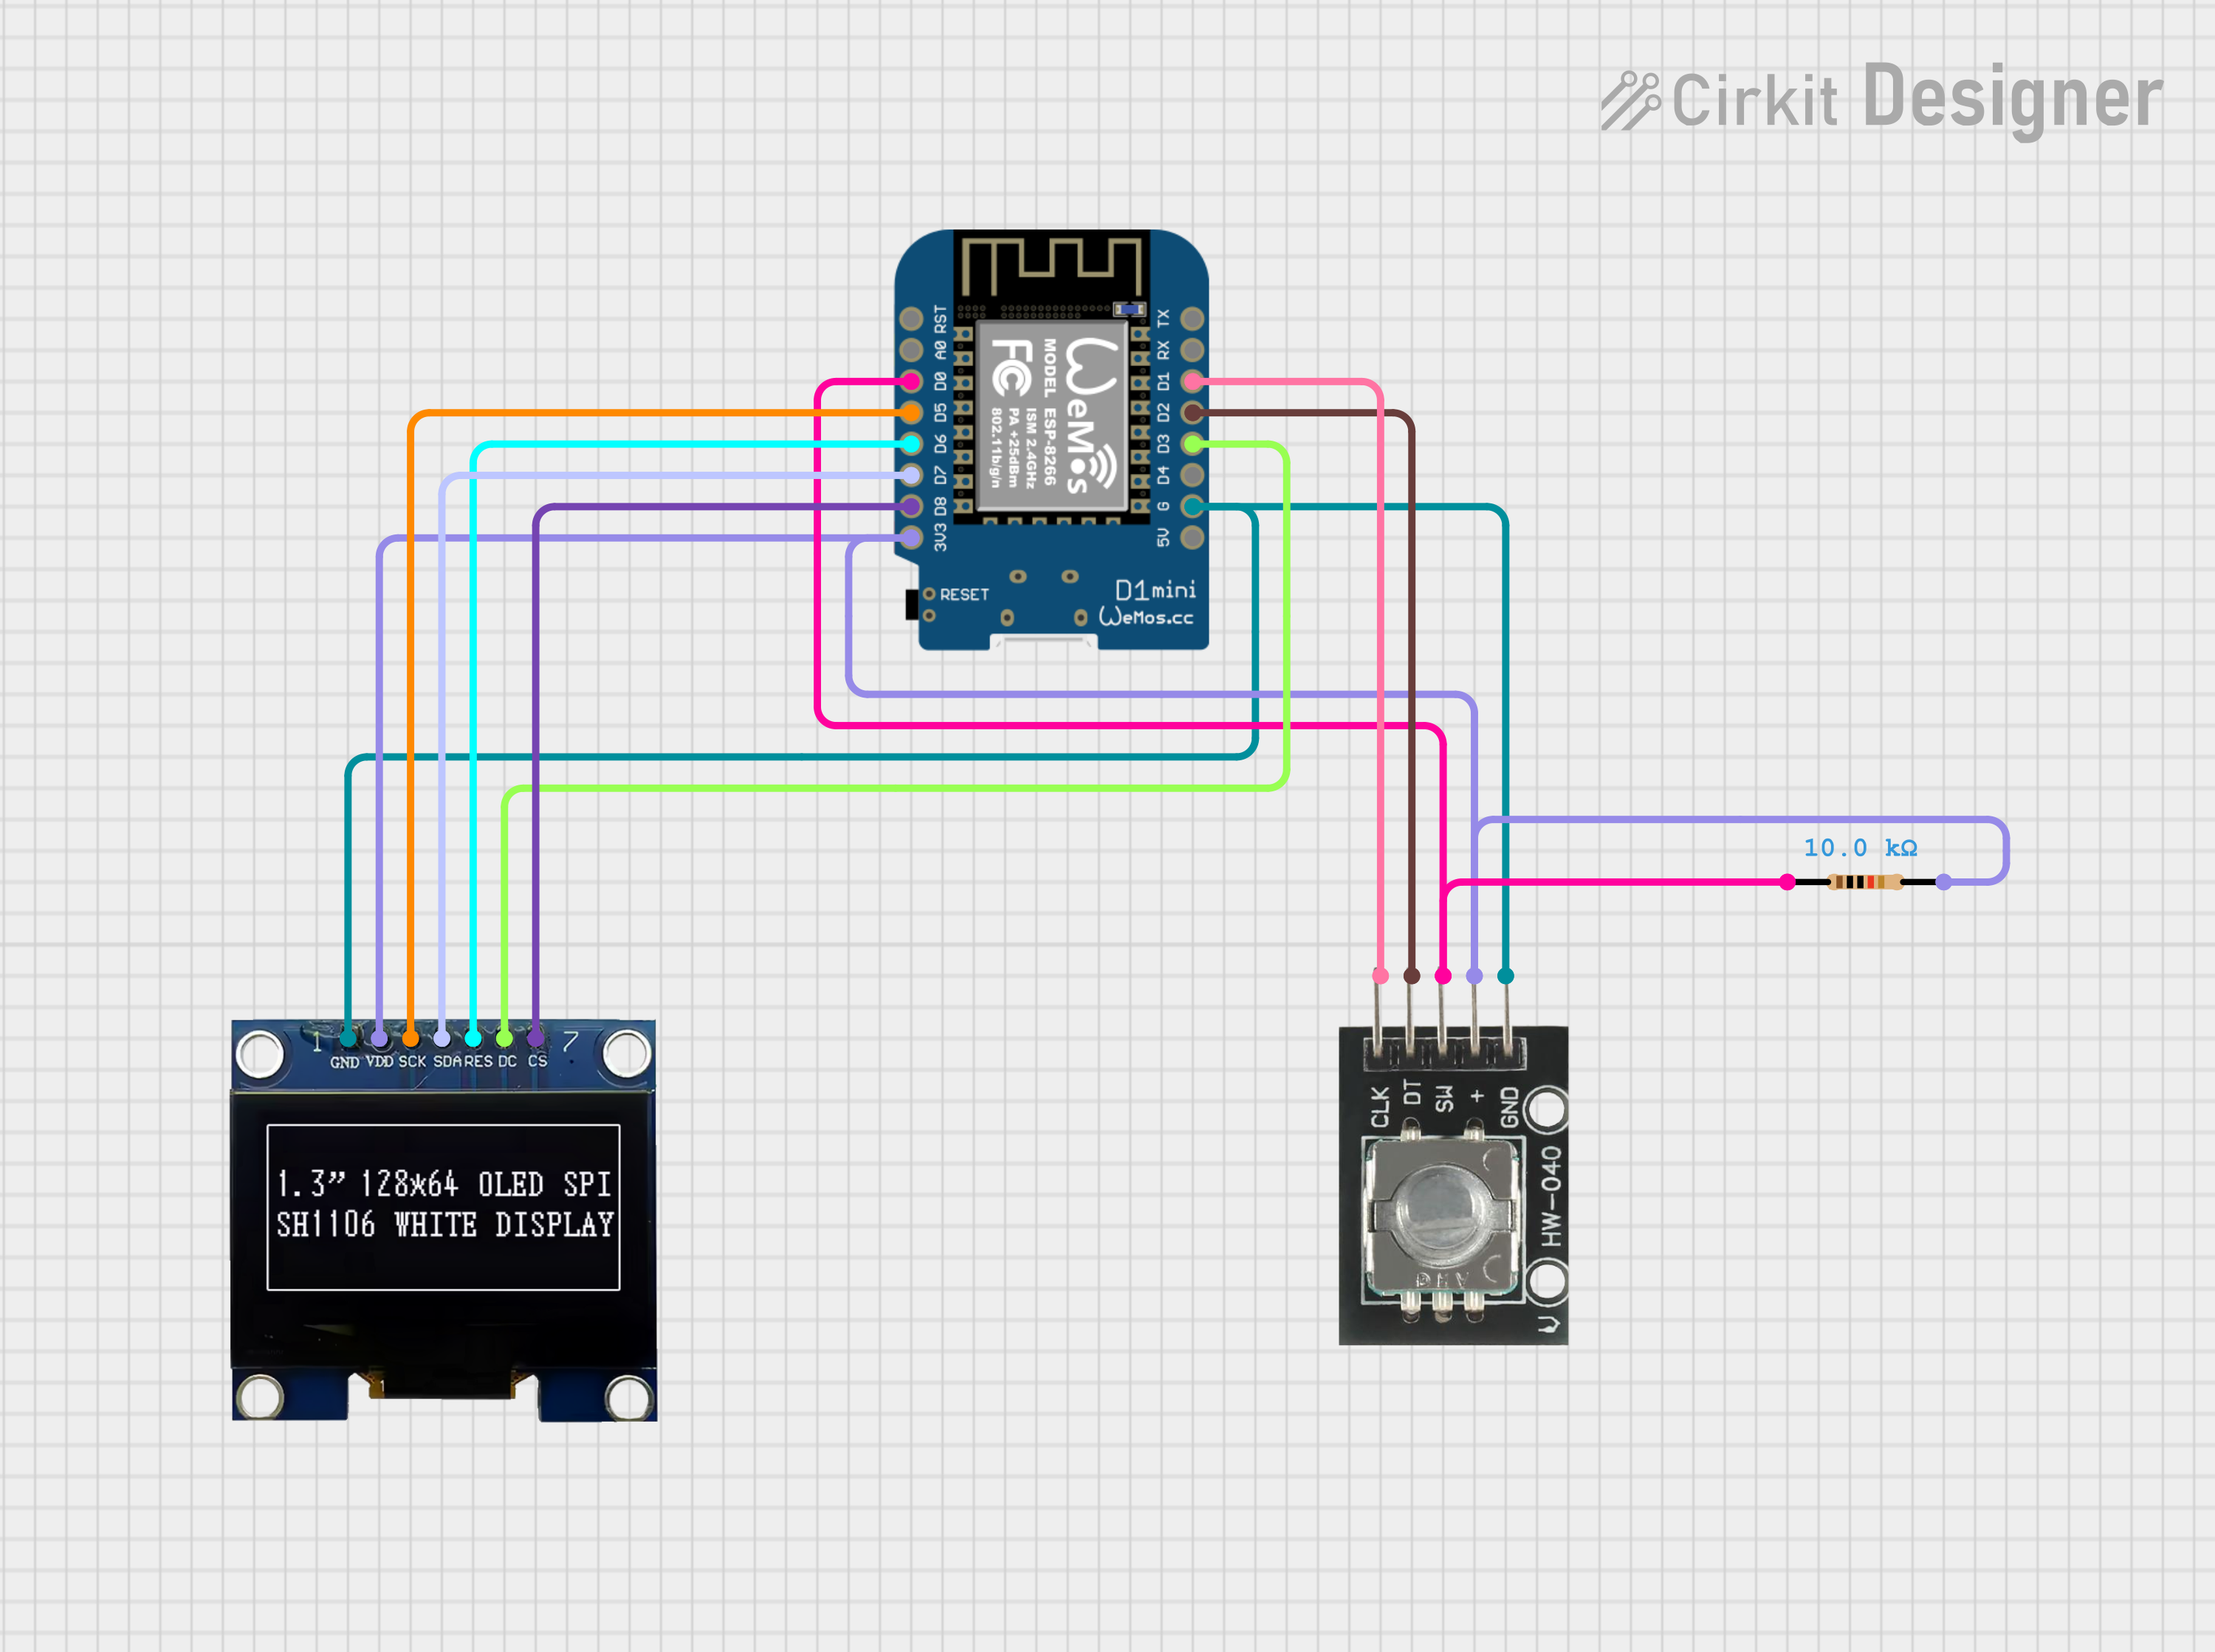 Cirkit Designer
RST
A0
D0
D5
D6
D7
D8
3V3
TX
RX
D1
D2
D3
D4
G
5V
WeMos
MODEL ESP-8266
ISM 2.4GHz
PA +25dBm
802.11b/g/n
FC
RESET
D1mini
WeMos.cc
10.0 kΩ
1 7
GND VDD SCK SDA RES DC CS
1.3” 128x64 OLED SPI
SH1106 WHITE DISPLAY
CLK DT SW + GND
HW-040